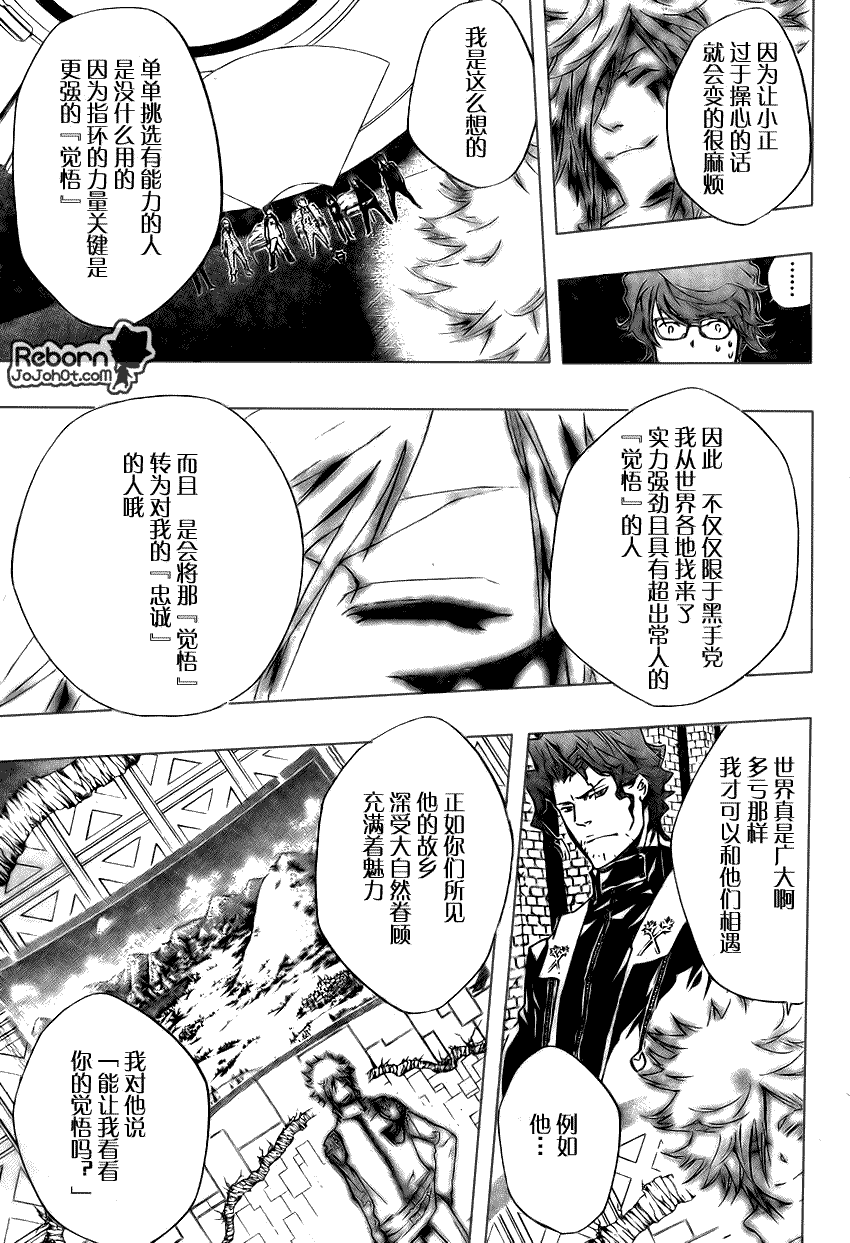 因为让小正
过于操心的话
就会变的很麻烦
我是这么想的
单单挑选有能力的人
是没什么用的
因为指环的力量关键是
更强的『觉悟』
……
Reborn
JoJoHOt.com
因此 不仅仅限于黑手党
我从世界各地找来了
实力强劲且具有超出常人的
『觉悟』的人
而且 是会将那『觉悟』
转为对我的『忠诚』
的人哦
世界真是广大啊
多亏那样
我才可以和他们相遇
例如
他…
正如你们所见
他的故乡
深受大自然眷顾
充满着魅力
我对他说
「能让我看看
你的觉悟吗？」